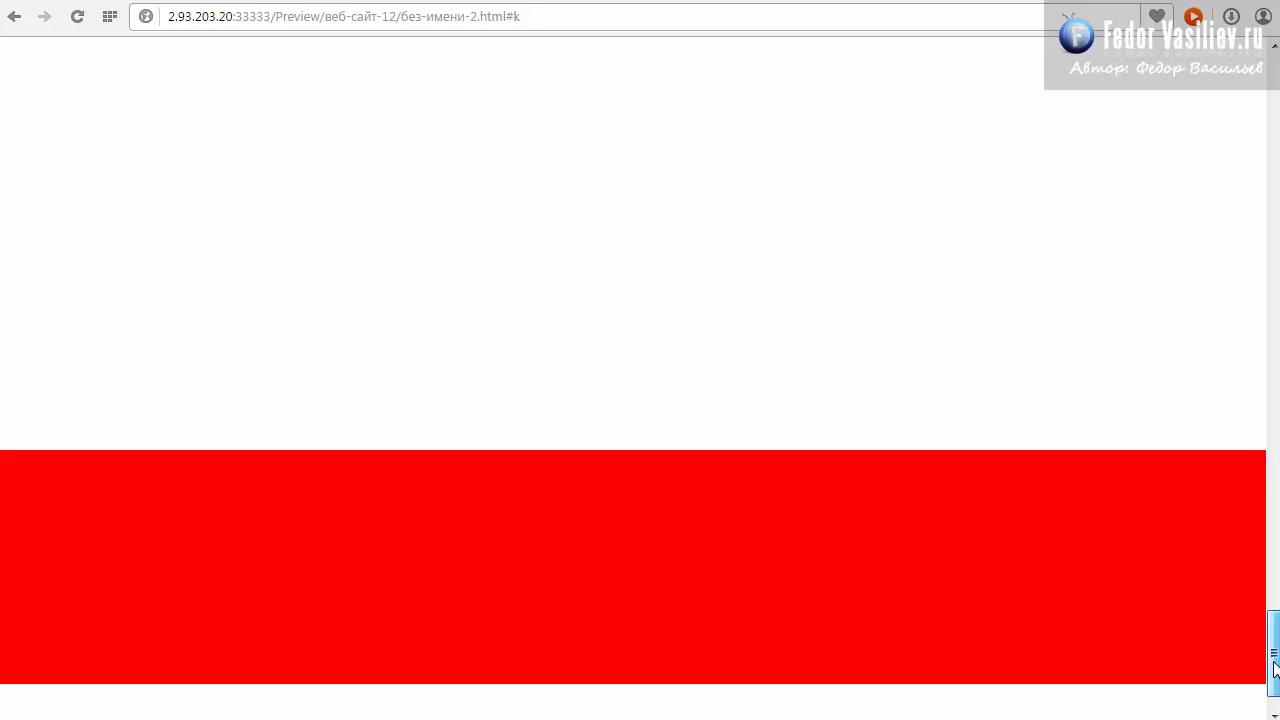 2.93.203.20:33333/Preview/веб-сайт-12/без-имени-2.html#k
Fedor Vasiliev.ru
Автор: Федор Васильев